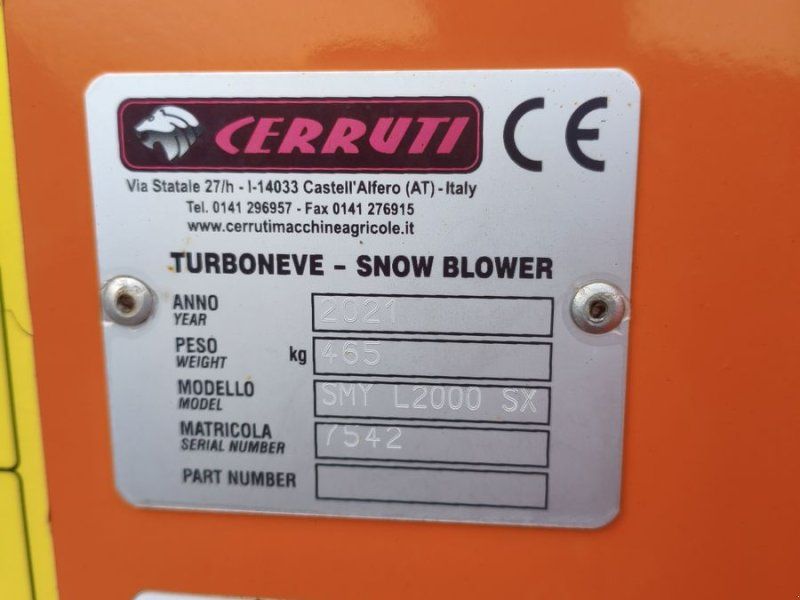 CERRUTI CE
Via Statale 27/h - I-14033 Castell'Alfero (AT) - Italy
Tel. 0141 296957 - Fax 0141 276915
www.cerrutimacchineagricole.it
TURBONEVE - SNOW BLOWER
ANNO 2021
YEAR
PESO kg 465
WEIGHT
MODELLO SMY L2000 SX
MODEL
MATRICOLA 7542
SERIAL NUMBER
PART NUMBER